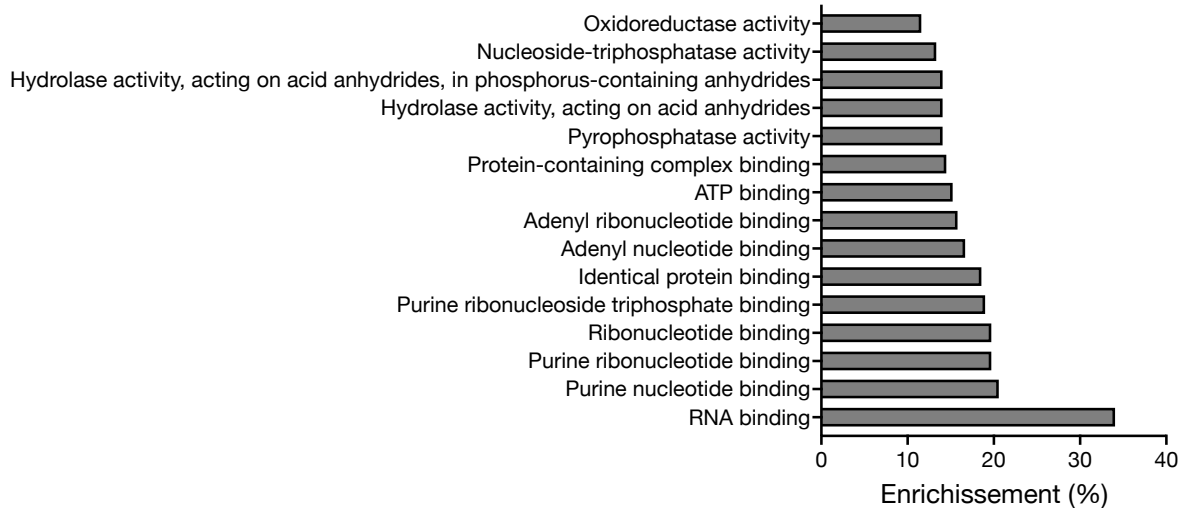 Oxidoreductase activity
Nucleoside-triphosphatase activity
Hydrolase activity, acting on acid anhydrides, in phosphorus-containing anhydrides
Hydrolase activity, acting on acid anhydrides
Pyrophosphatase activity
Protein-containing complex binding
ATP binding
Adenyl ribonucleotide binding
Adenyl nucleotide binding
Identical protein binding
Purine ribonucleoside triphosphate binding
Ribonucleotide binding
Purine ribonucleotide binding
Purine nucleotide binding
RNA binding
0 10 20 30 40
Enrichissement (%)